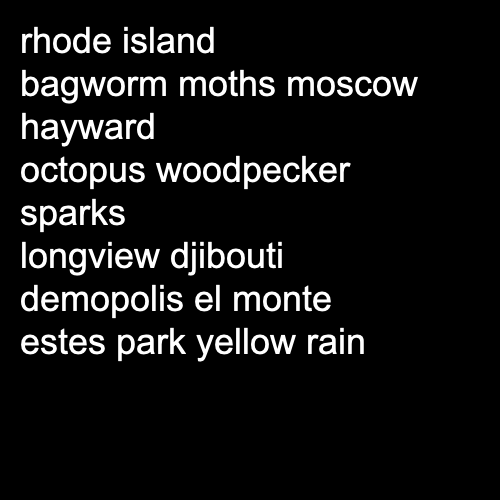 rhode island
bagworm moths moscow
hayward
octopus woodpecker
sparks
longview djibouti
demopolis el monte
estes park yellow rain